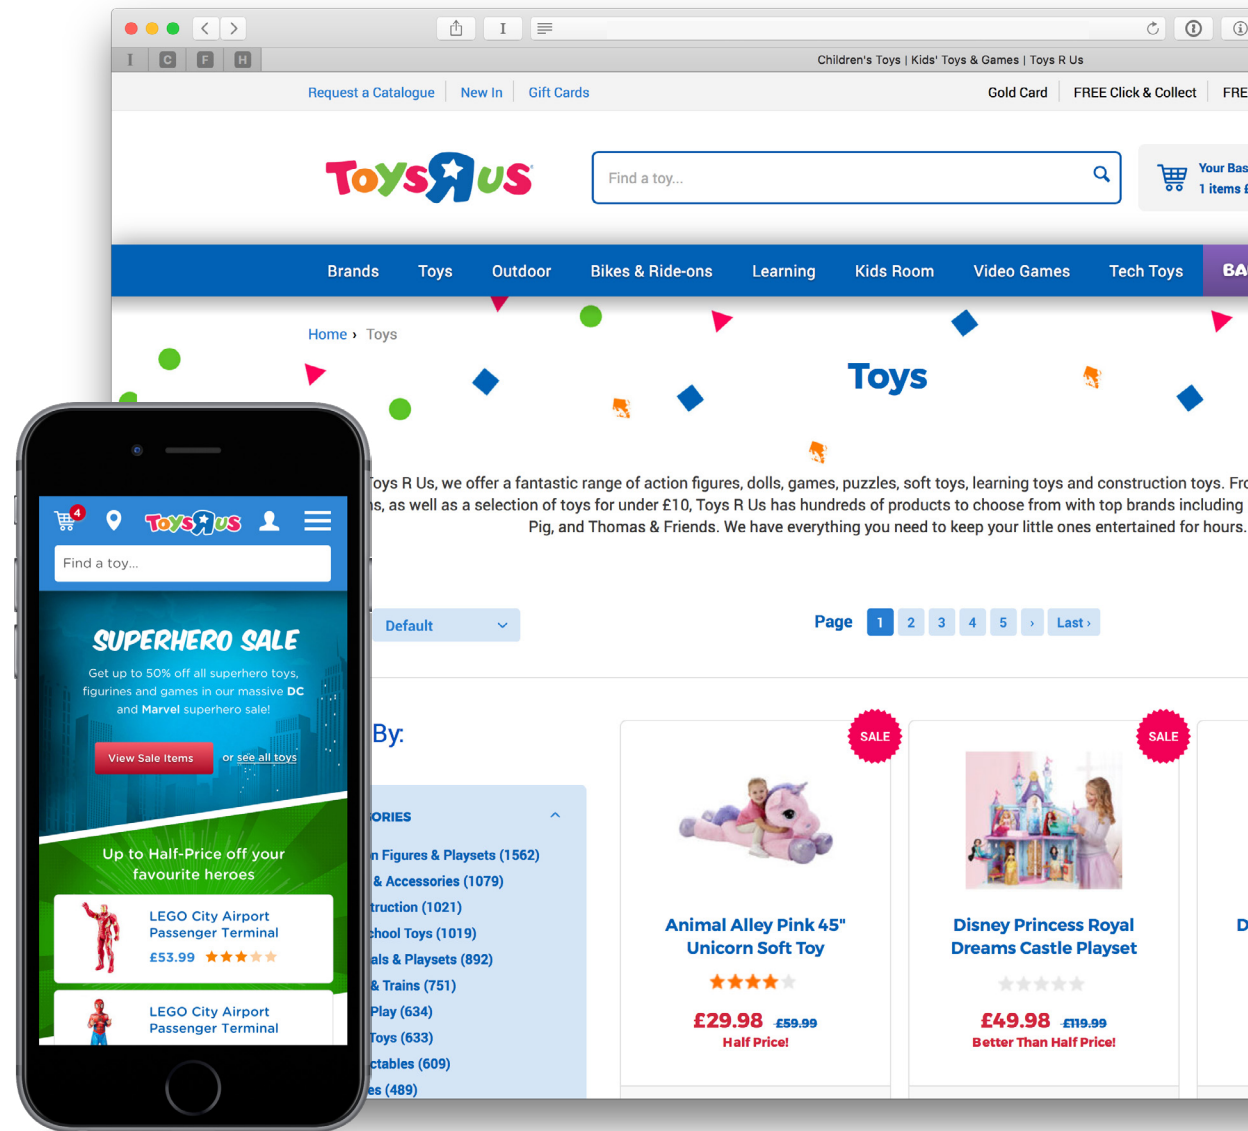 I C F H
Children's Toys | Kids' Toys & Games | Toys R Us
Request a Catalogue New In Gift Cards
Gold Card FREE Click & Collect FREE
ToysRus
Find a toy...
Your Bas
1 items £
Brands Toys Outdoor Bikes & Ride-ons Learning Kids Room Video Games Tech Toys BA
Home › Toys
Toys
Toys R Us, we offer a fantastic range of action figures, dolls, games, puzzles, soft toys, learning toys and construction toys. Fro
ns, as well as a selection of toys for under £10, Toys R Us has hundreds of products to choose from with top brands including
Pig, and Thomas & Friends. We have everything you need to keep your little ones entertained for hours.
Default
Page 1 2 3 4 5 › Last ›
By:
ORIES
n Figures & Playsets (1562)
& Accessories (1079)
truction (1021)
chool Toys (1019)
als & Playsets (892)
& Trains (751)
Play (634)
Toys (633)
ctables (609)
es (489)
SALE
Animal Alley Pink 45"
Unicorn Soft Toy
£29.98 £59.99
Half Price!
SALE
Disney Princess Royal
Dreams Castle Playset
£49.98 £119.99
Better Than Half Price!
D
4
ToysRus
Find a toy...
SUPERHERO SALE
Get up to 50% off all superhero toys,
figurines and games in our massive DC
and Marvel superhero sale!
View Sale Items or see all toys
Up to Half-Price off your
favourite heroes
LEGO City Airport
Passenger Terminal
£53.99
LEGO City Airport
Passenger Terminal